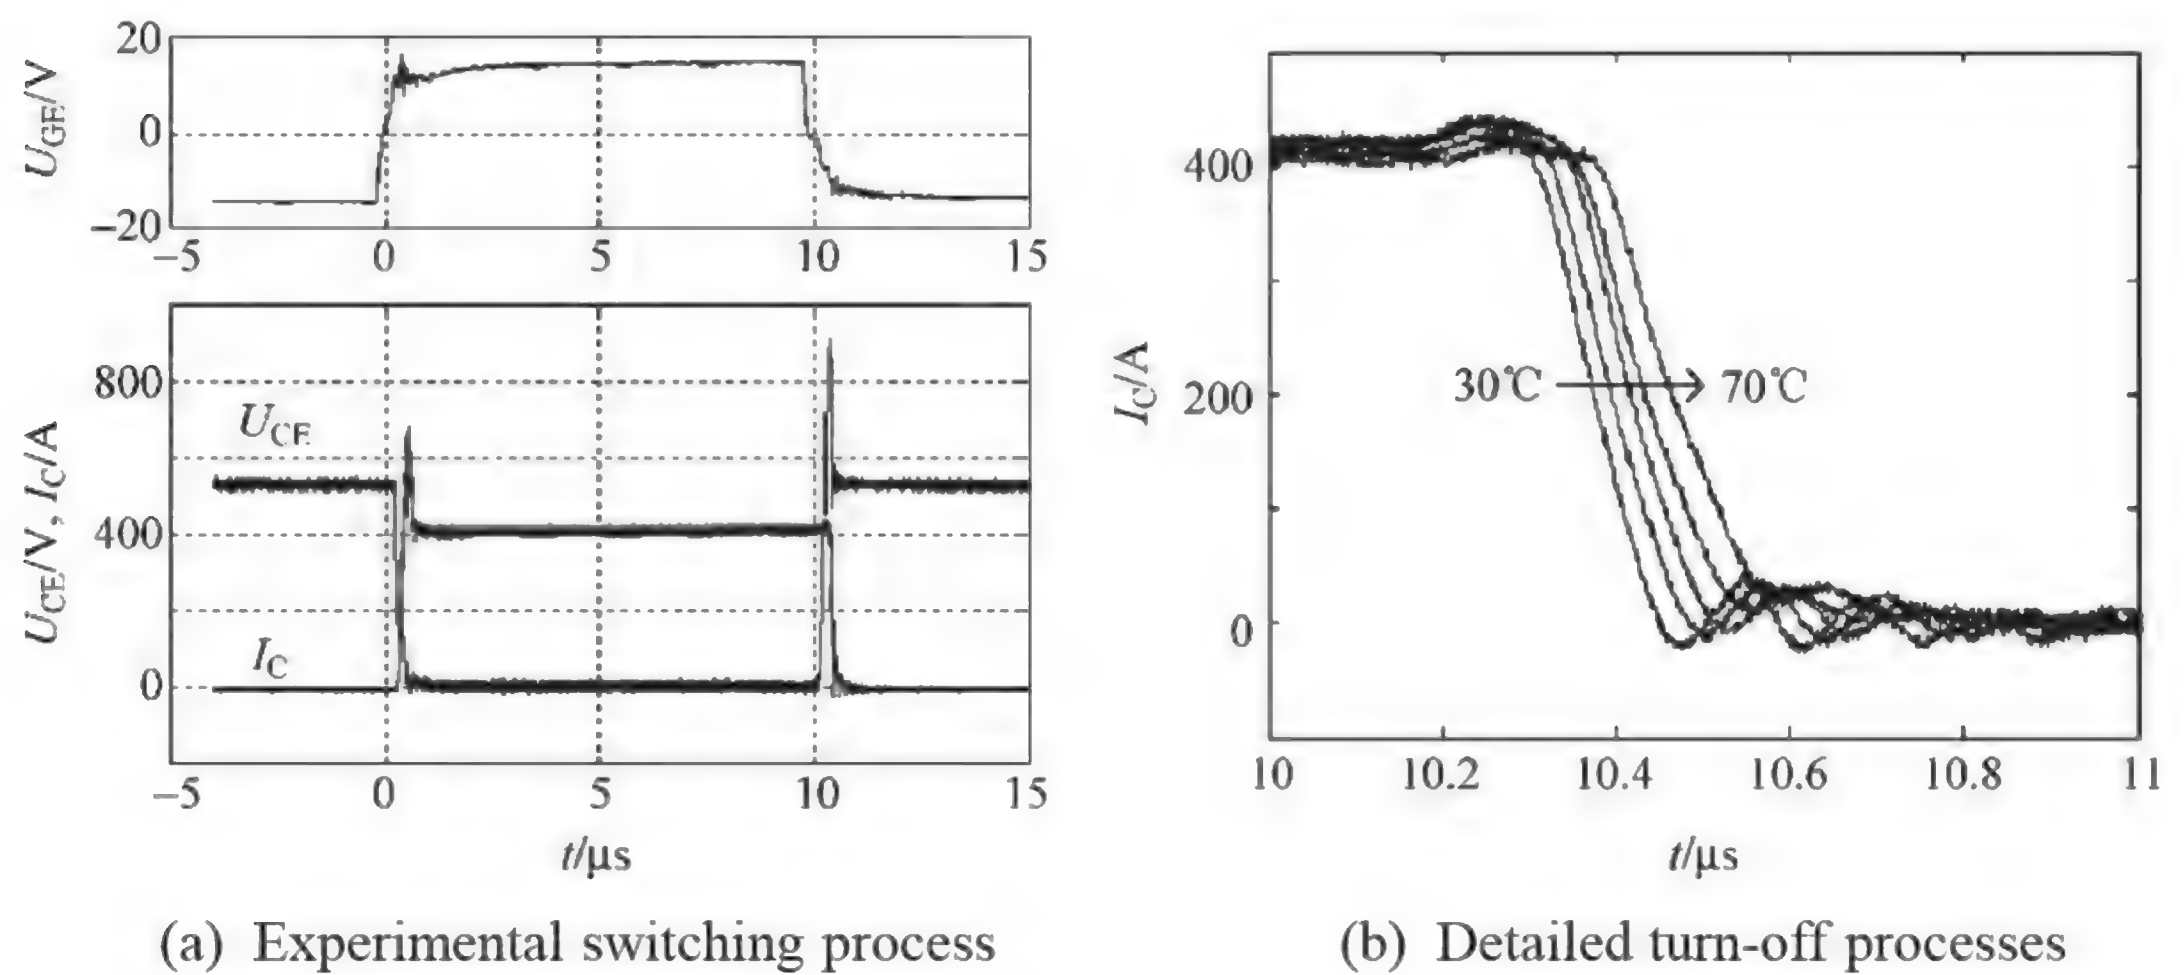 20
0
−20
U_GE/V
−5 0 5 10 15
800
400
0
U_CE/V, I_C/A
U_CE
I_C
−5 0 5 10 15
t/μs
(a) Experimental switching process
400
200
0
I_C/A
30℃ 70℃
10 10.2 10.4 10.6 10.8 11
t/μs
(b) Detailed turn-off processes